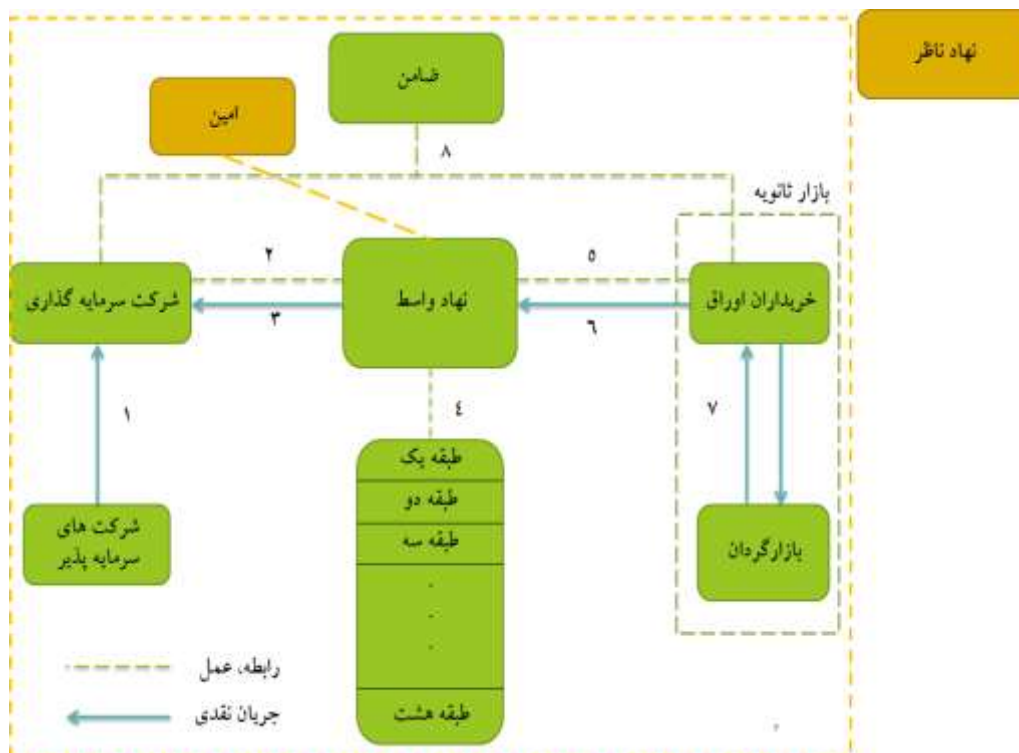 نهاد ناظر
ضامن
امین
۸
بازار ثانویه
خریداران اوراق
۵
۶
نهاد واسط
۲
۳
شرکت سرمایه گذاری
۷
٤
۱
طبقه یک
طبقه دو
طبقه سه
.
.
.
طبقه هشت
بازارگردان
شرکت های
سرمایه پذیر
رابطه، عمل
جریان نقدی